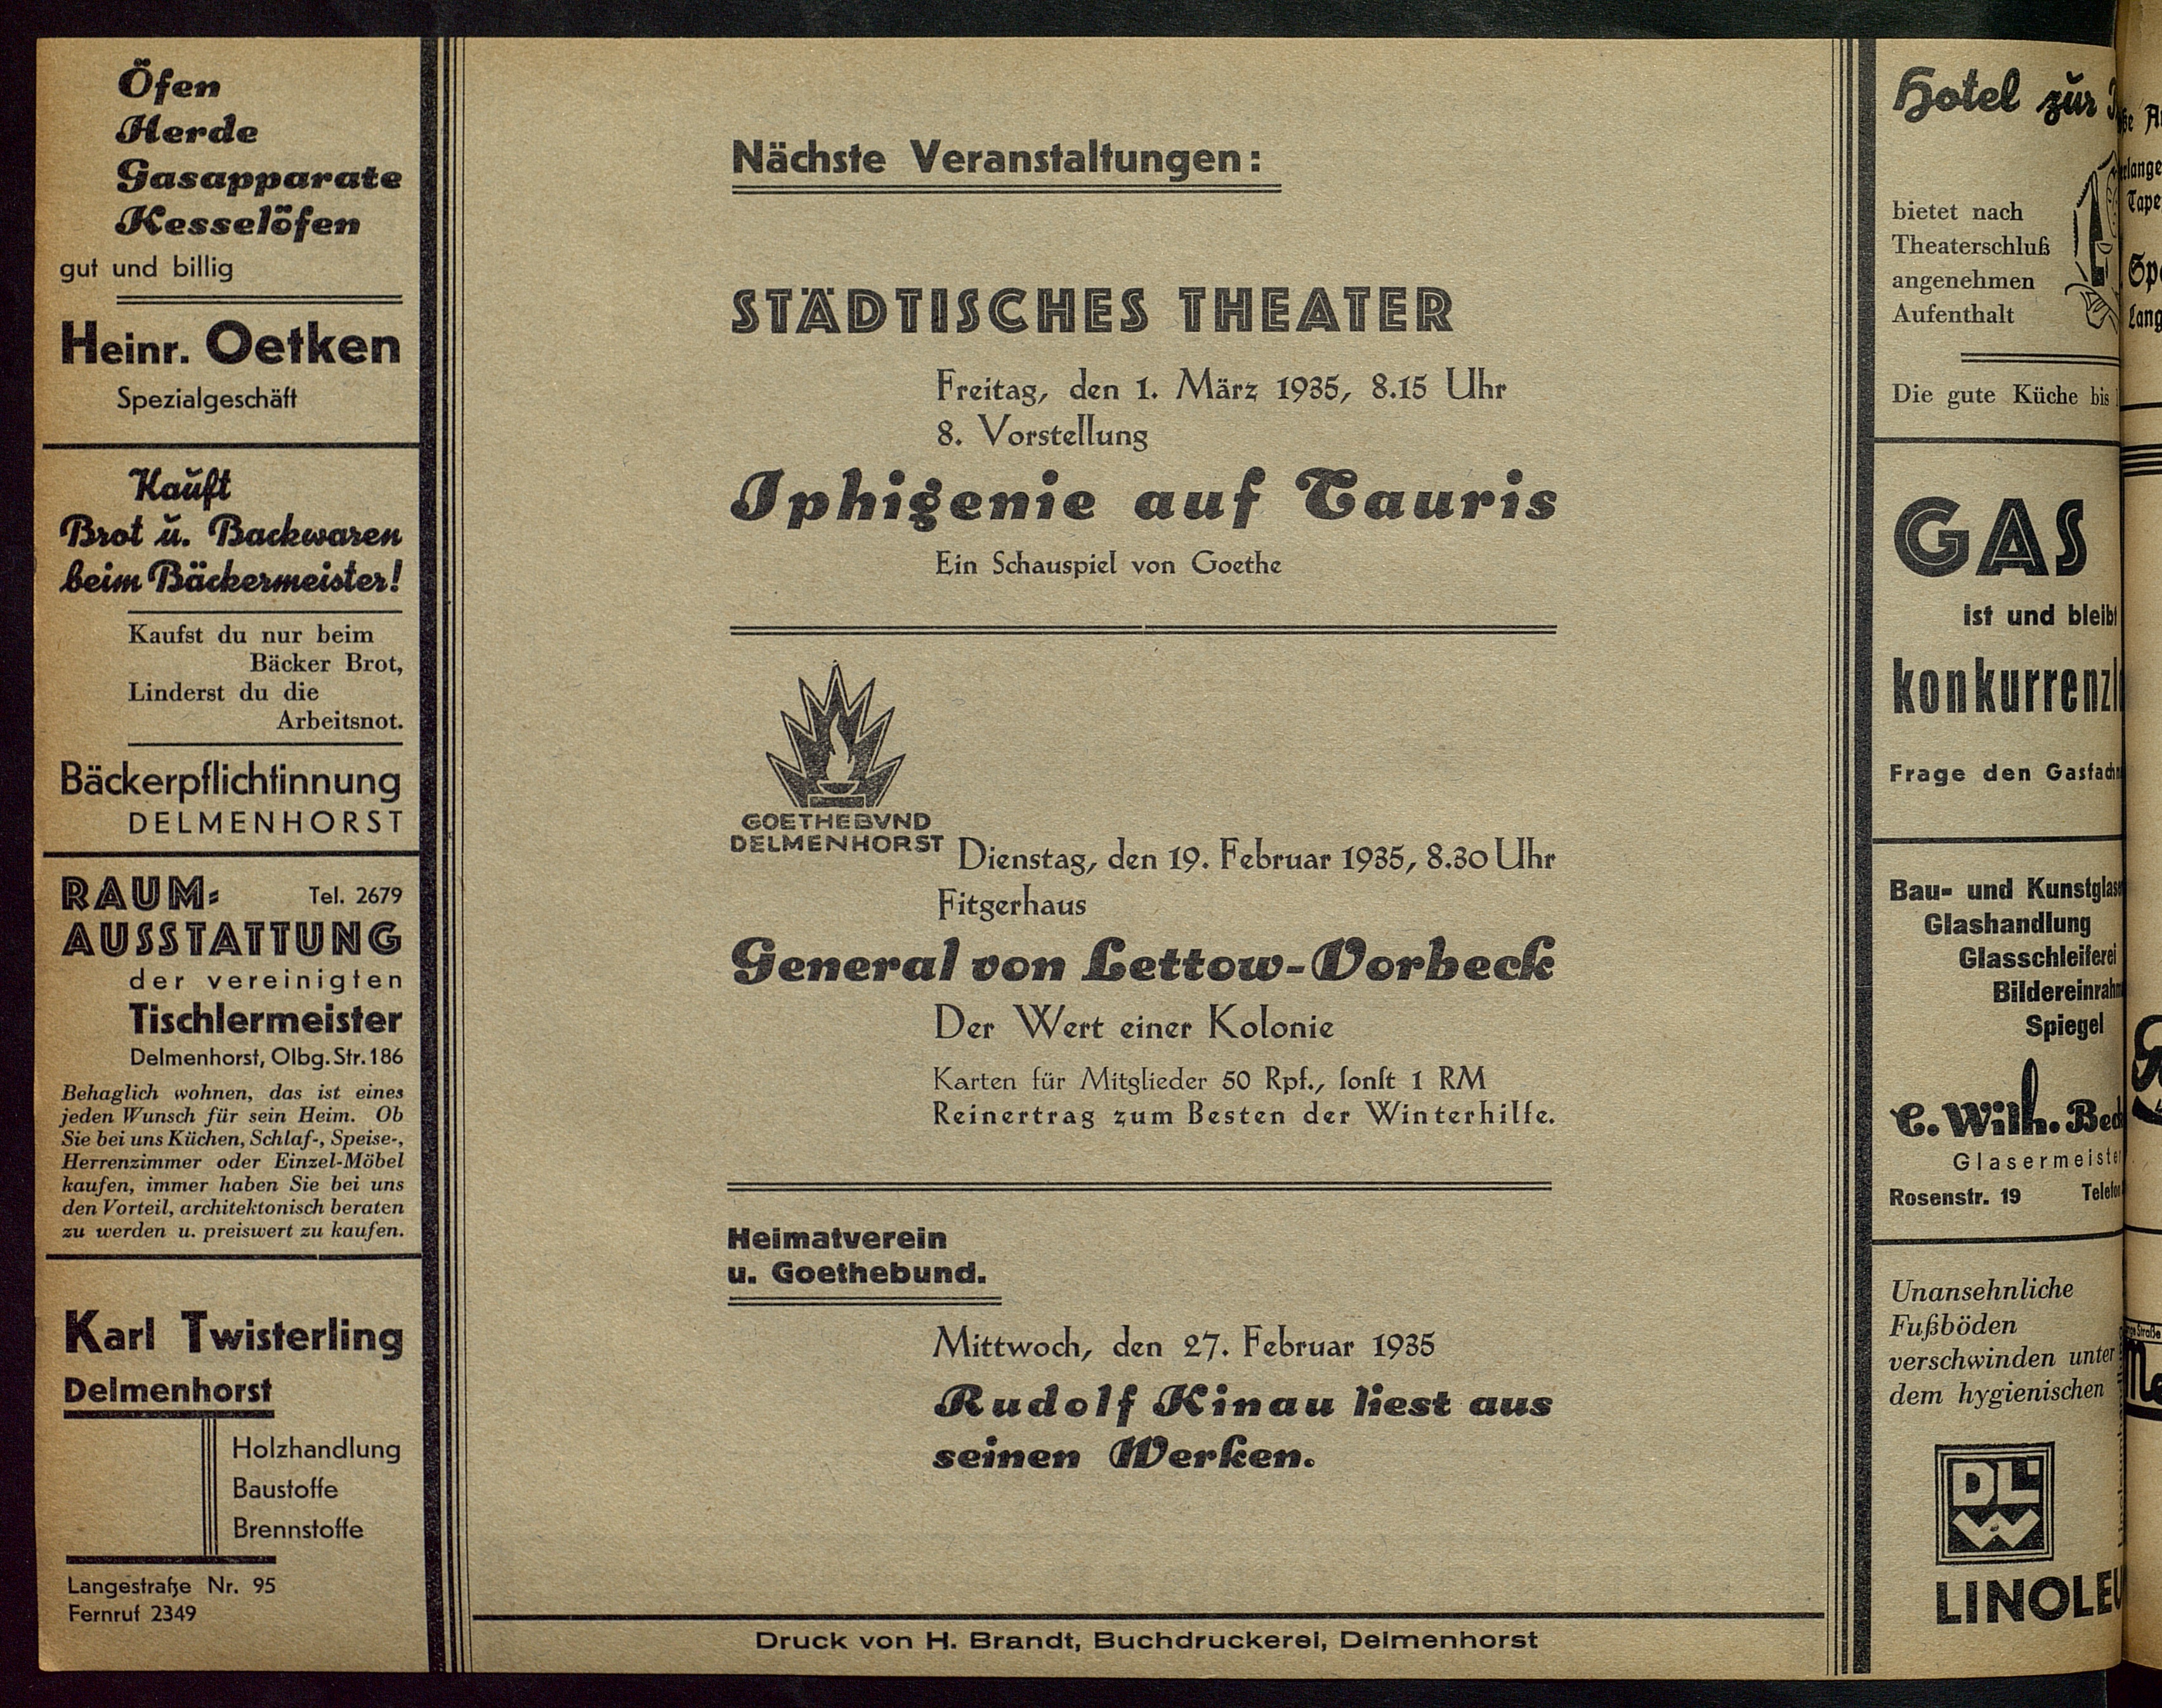 Öfen
Herde
Gasapparate
Kesselöfen
gut und billig
Heinr. Oetken
Spezialgeschäft
Kauft
Brot u. Backwaren
beim Bäckermeister!
Kaufst du nur beim
Bäcker Brot,
Linderst du die
Arbeitsnot.
Bäckerpflichtinnung
DELMENHORST
RAUM-
Tel. 2679
AUSSTATTUNG
der vereinigten
Tischlermeister
Delmenhorst, Olbg. Str. 186
Behaglich wohnen, das ist eines
jeden Wunsch für sein Heim. Ob
Sie bei uns Küchen, Schlaf-, Speise-,
Herrenzimmer oder Einzel-Möbel
kaufen, immer haben Sie bei uns
den Vorteil, architektonisch beraten
zu werden u. preiswert zu kaufen.
Karl Twisterling
Delmenhorst
Holzhandlung
Baustoffe
Brennstoffe
Langestraße Nr. 95
Fernruf 2349
Nächste Veranstaltungen:
STÄDTISCHES THEATER
Freitag, den 1. März 1935, 8.15 Uhr
8. Vorstellung
Iphigenie auf Tauris
Ein Schauspiel von Goethe
GOETHEBVND
DELMENHORST
Dienstag, den 19. Februar 1935, 8.30 Uhr
Fitgerhaus
General von Lettow-Vorbeck
Der Wert einer Kolonie
Karten für Mitglieder 50 Rpf., ſonſt 1 RM
Reinertrag zum Besten der Winterhilfe.
Heimatverein
u. Goethebund.
Mittwoch, den 27. Februar 1935
Rudolf Kinau liest aus
seinen Werken.
Druck von H. Brandt, Buchdruckerei, Delmenhorst
Hotel zur
bietet nach
Theaterschluß
angenehmen
Aufenthalt
Die gute Küche bis
GAS
ist und bleibt
Frage den
Bau- und
Glashandlung
Glasschleiferei
Spiegel
C. Wilh.
Rosenstr. 19
Unansehnliche
Fußböden
verschwinden unter
dem hygienischen
DLW